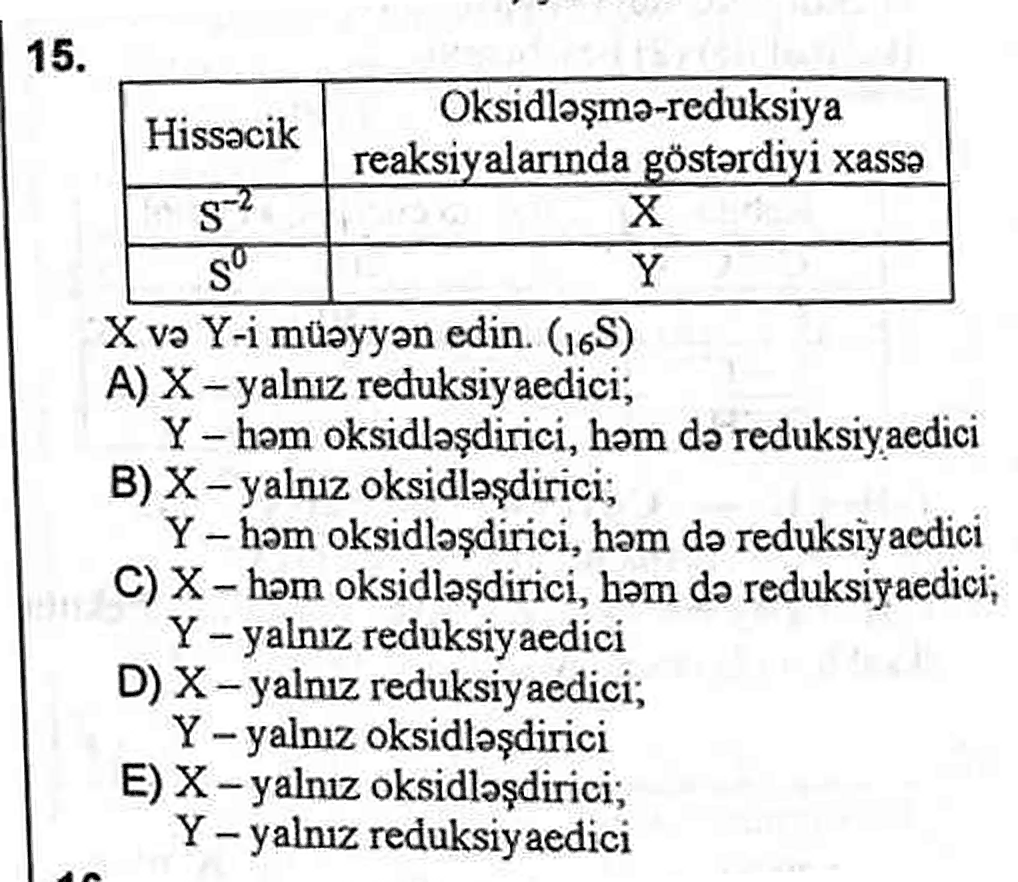 15.
Hissəcik
Oksidləşmə-reduksiya
reaksiyalarında göstərdiyi xassə
S⁻² X
S⁰ Y
X və Y-i müəyyən edin. (₁₆S)
A) X – yalnız reduksiyaedici;
Y – həm oksidləşdirici, həm də reduksiyaedici
B) X – yalnız oksidləşdirici;
Y – həm oksidləşdirici, həm də reduksiyaedici
C) X – həm oksidləşdirici, həm də reduksiyaedici;
Y – yalnız reduksiyaedici
D) X – yalnız reduksiyaedici;
Y – yalnız oksidləşdirici
E) X – yalnız oksidləşdirici;
Y – yalnız reduksiyaedici